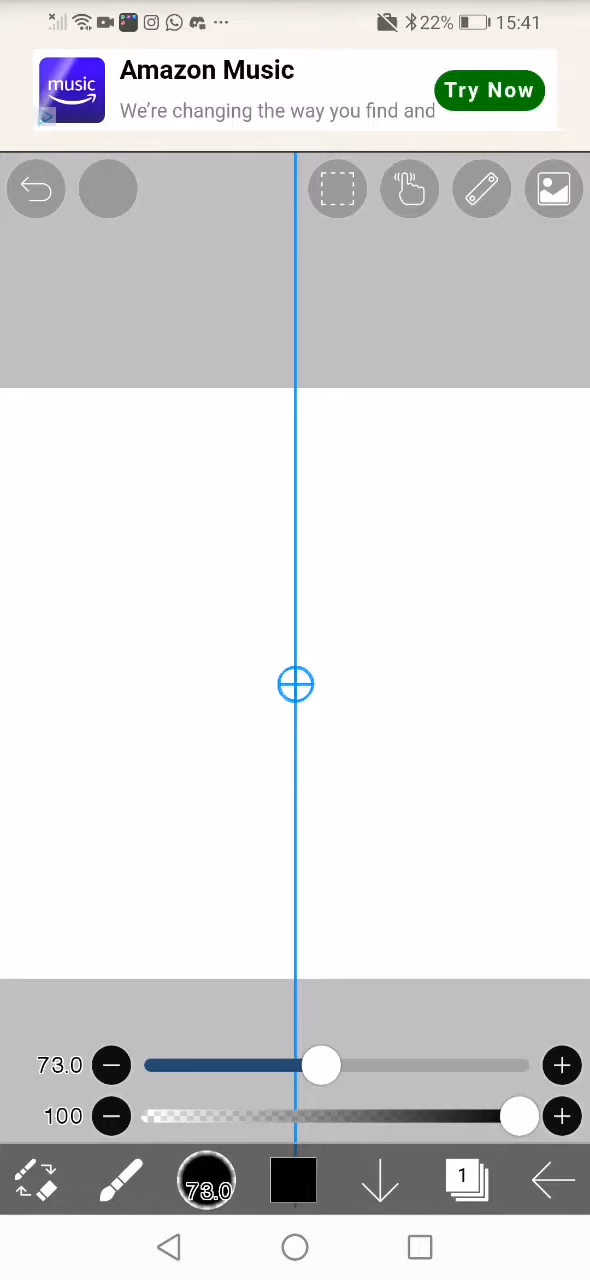 22% 15:41
music
Amazon Music
We're changing the way you find and
Try Now
73.0
100
73.0
1